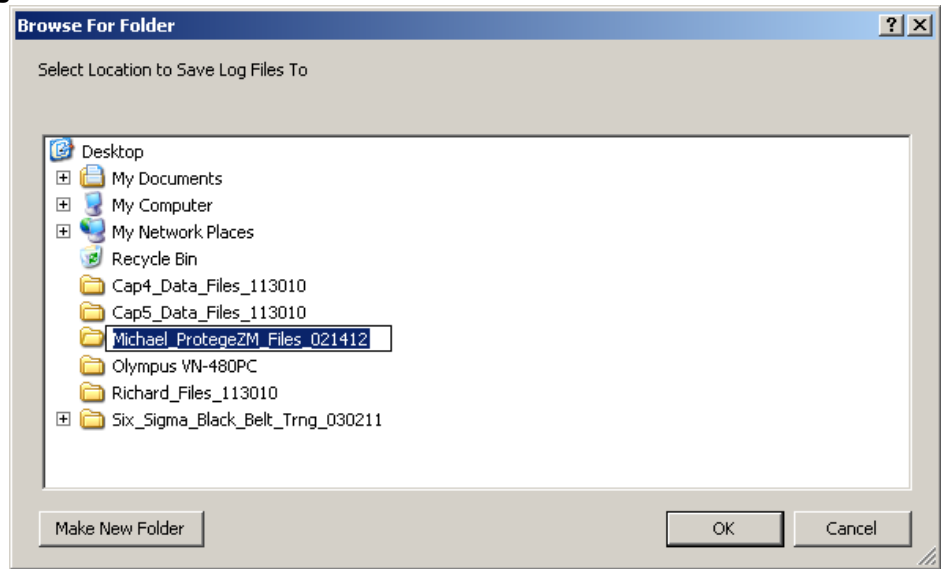 Browse For Folder
Select Location to Save Log Files To
Desktop
My Documents
My Computer
My Network Places
Recycle Bin
Cap4_Data_Files_113010
Cap5_Data_Files_113010
Michael_ProtegeZM_Files_021412
Olympus VN-480PC
Richard_Files_113010
Six_Sigma_Black_Belt_Trng_030211
Make New Folder OK Cancel